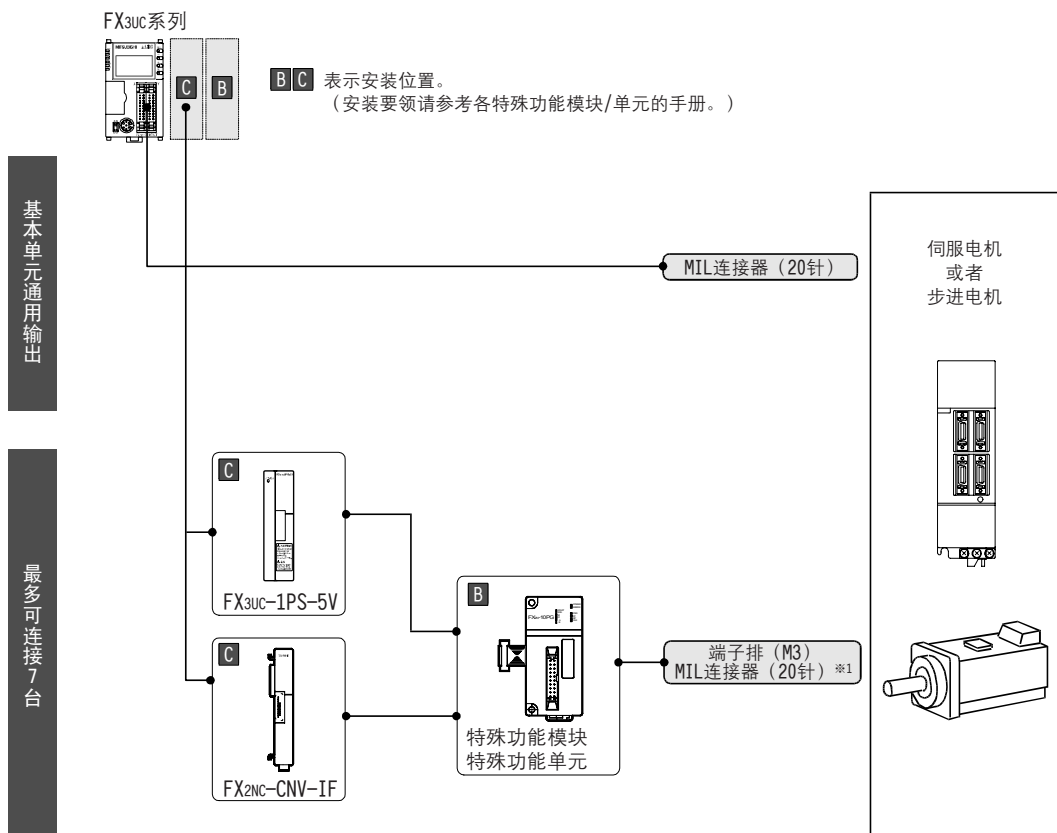 FX3UC系列
MITSUBISHI
C B
B C 表示安装位置。
（安装要领请参考各特殊功能模块/单元的手册。）
基本单元通用输出
MIL连接器（20针）
伺服电机
或者
步进电机
最多可连接7台
C
FX3UC-1PS-5V
C
FX2NC-CNV-IF
B
特殊功能模块
特殊功能单元
端子排（M3）
MIL连接器（20针）※1